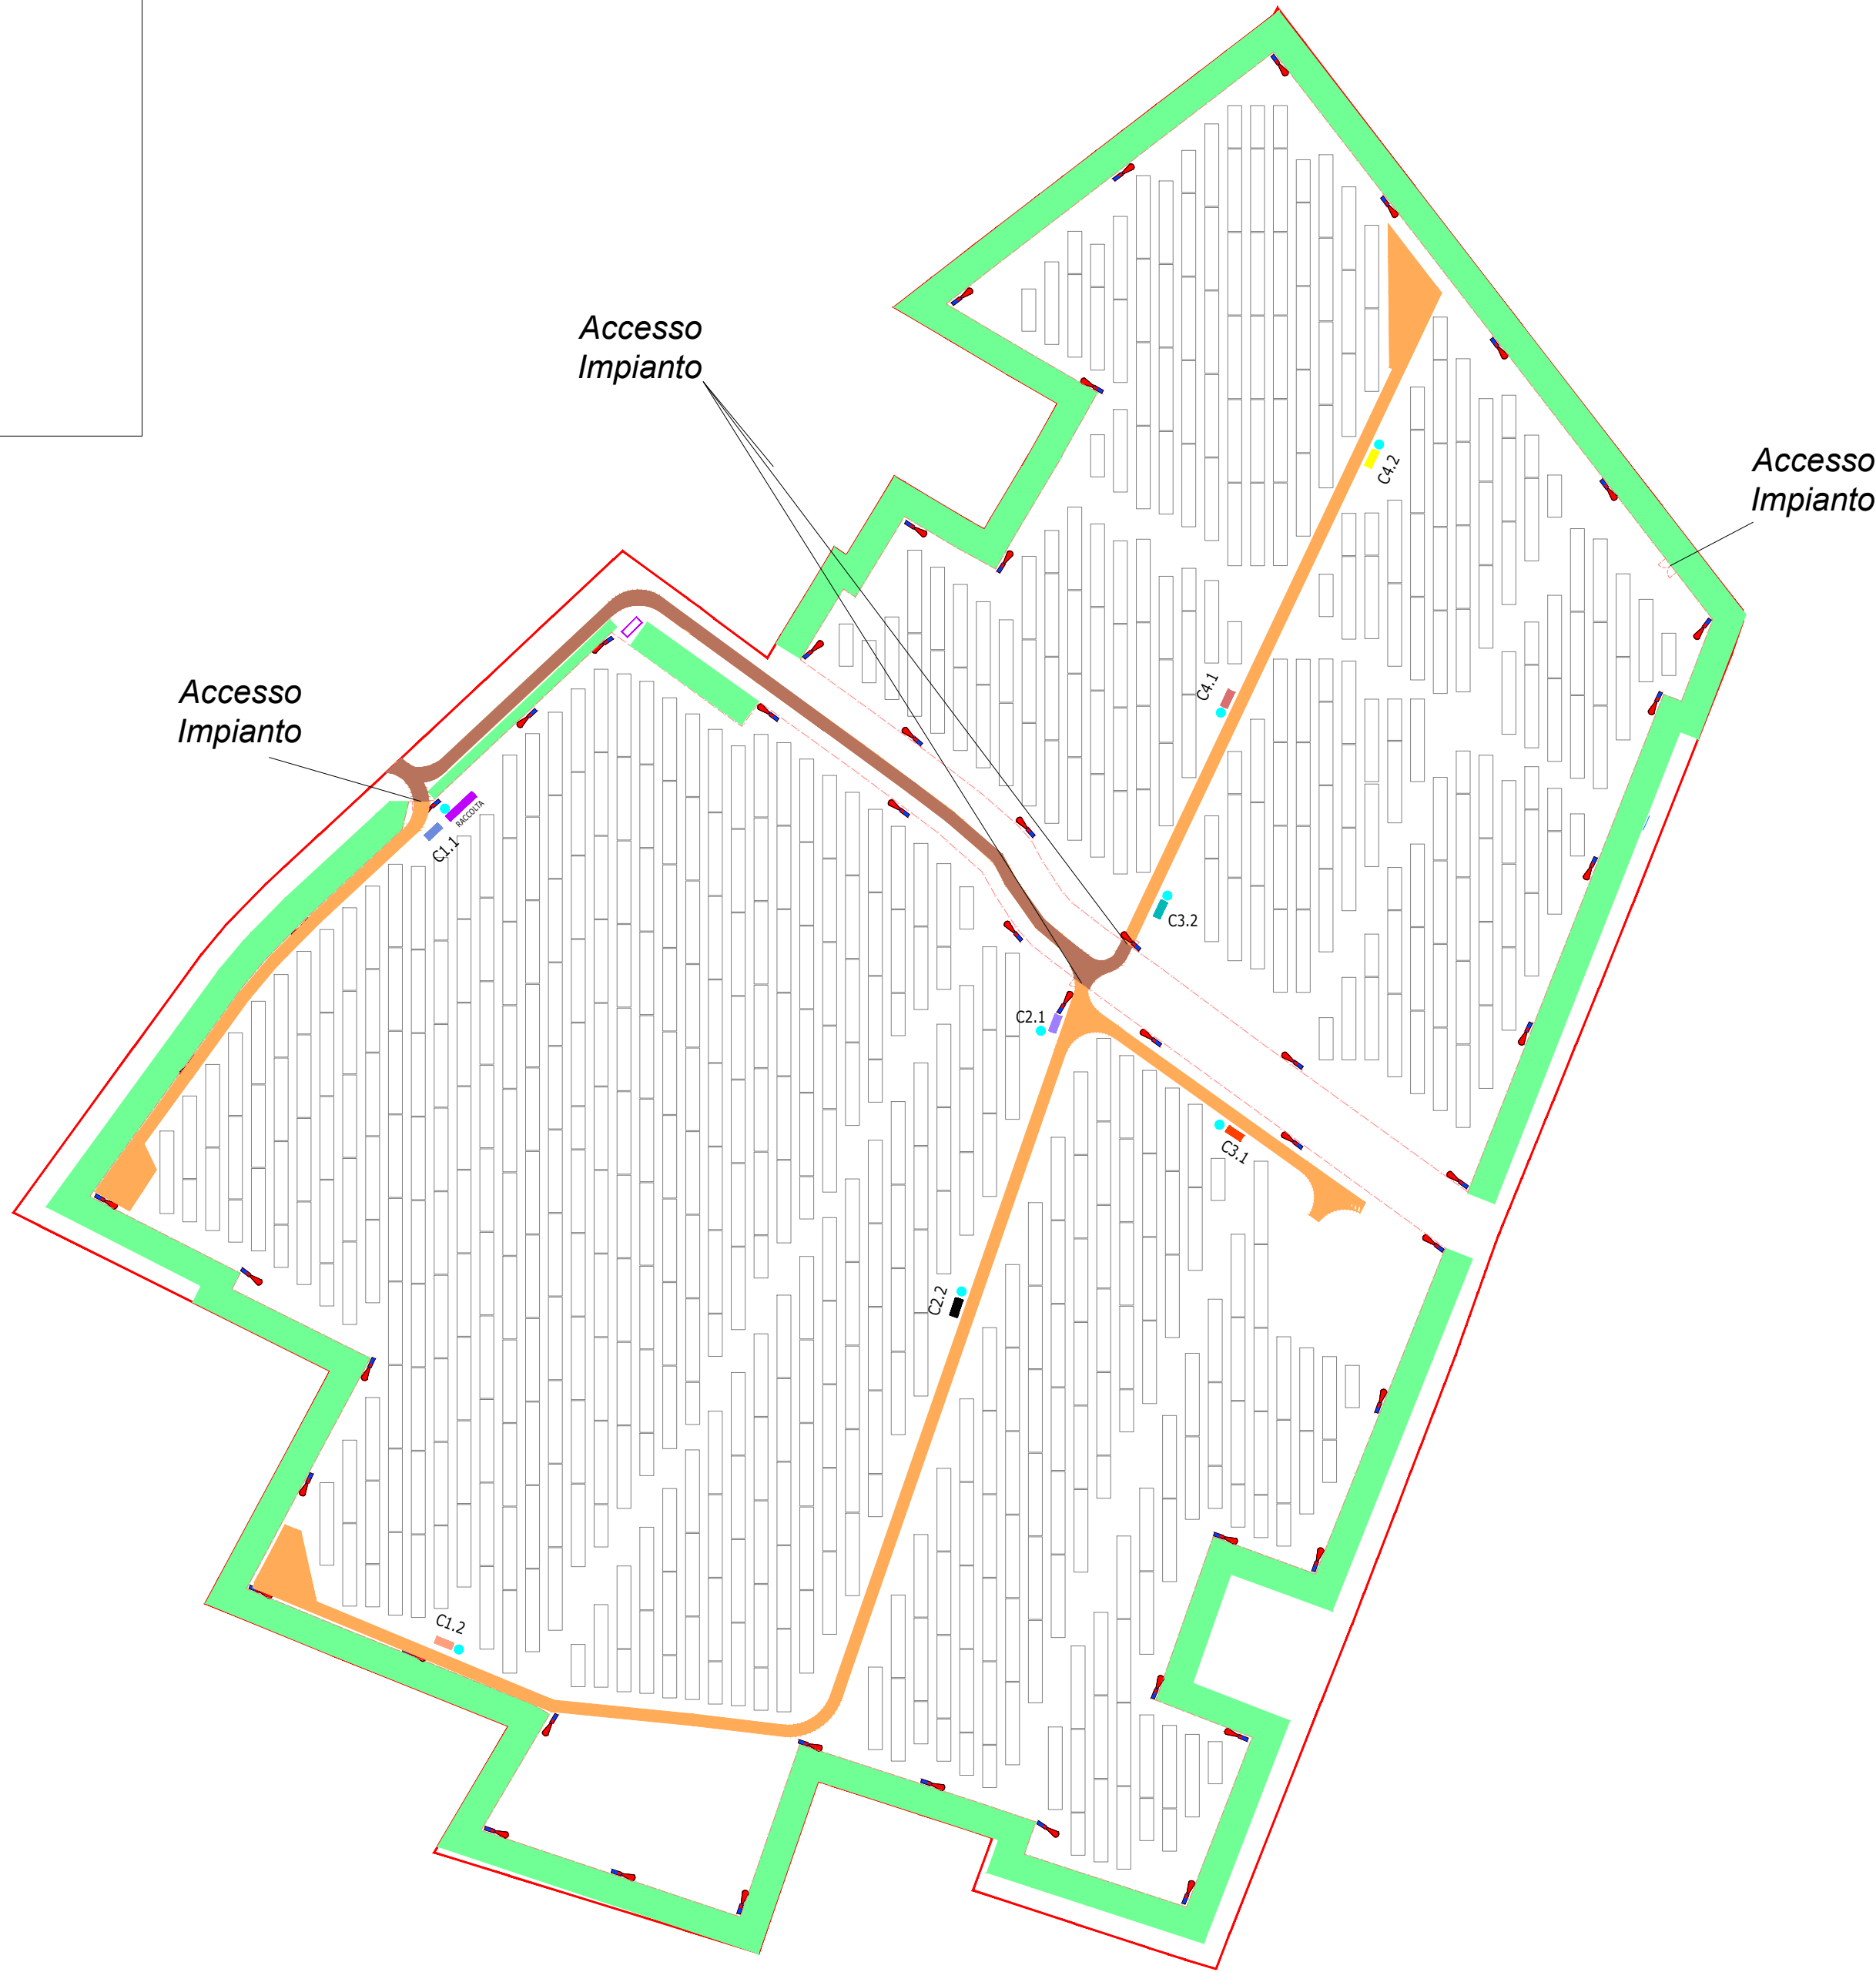 Accesso
Impianto
Accesso
Impianto
C4.2
Accesso
Impianto
C4.1
RACCOLTA
C1.1
C3.2
C2.1
C3.1
C2.2
C1.2